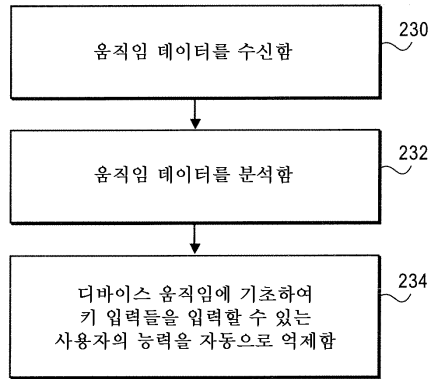 움직임 데이터를 수신함
230
움직임 데이터를 분석함
232
디바이스 움직임에 기초하여
키 입력들을 입력할 수 있는
사용자의 능력을 자동으로 억제함
234